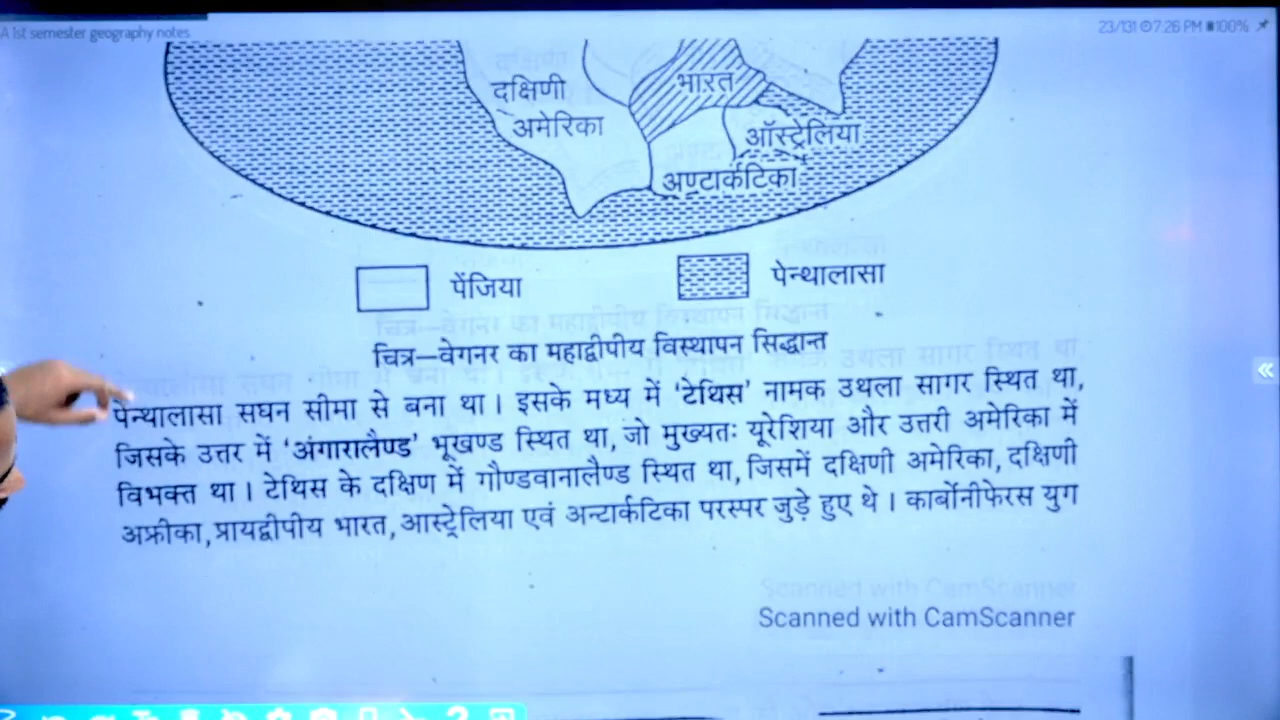 A 1st semester geography notes
23/131 7:26 PM 100%
दक्षिणी
अमेरिका
भारत
ऑस्ट्रेलिया
अण्टार्कटिका
पेंजिया
पेन्थालासा
चित्र—वेगनर का महाद्वीपीय विस्थापन सिद्धान्त
पेन्थालासा सघन सीमा से बना था। इसके मध्य में ‘टेथिस’ नामक उथला सागर स्थित था,
जिसके उत्तर में ‘अंगारालैण्ड’ भूखण्ड स्थित था, जो मुख्यतः यूरेशिया और उत्तरी अमेरिका में
विभक्त था। टेथिस के दक्षिण में गौण्डवानालैण्ड स्थित था, जिसमें दक्षिणी अमेरिका, दक्षिणी
अफ्रीका, प्रायद्वीपीय भारत, आस्ट्रेलिया एवं अन्टार्कटिका परस्पर जुड़े हुए थे। कार्बोनीफेरस युग
Scanned with CamScanner